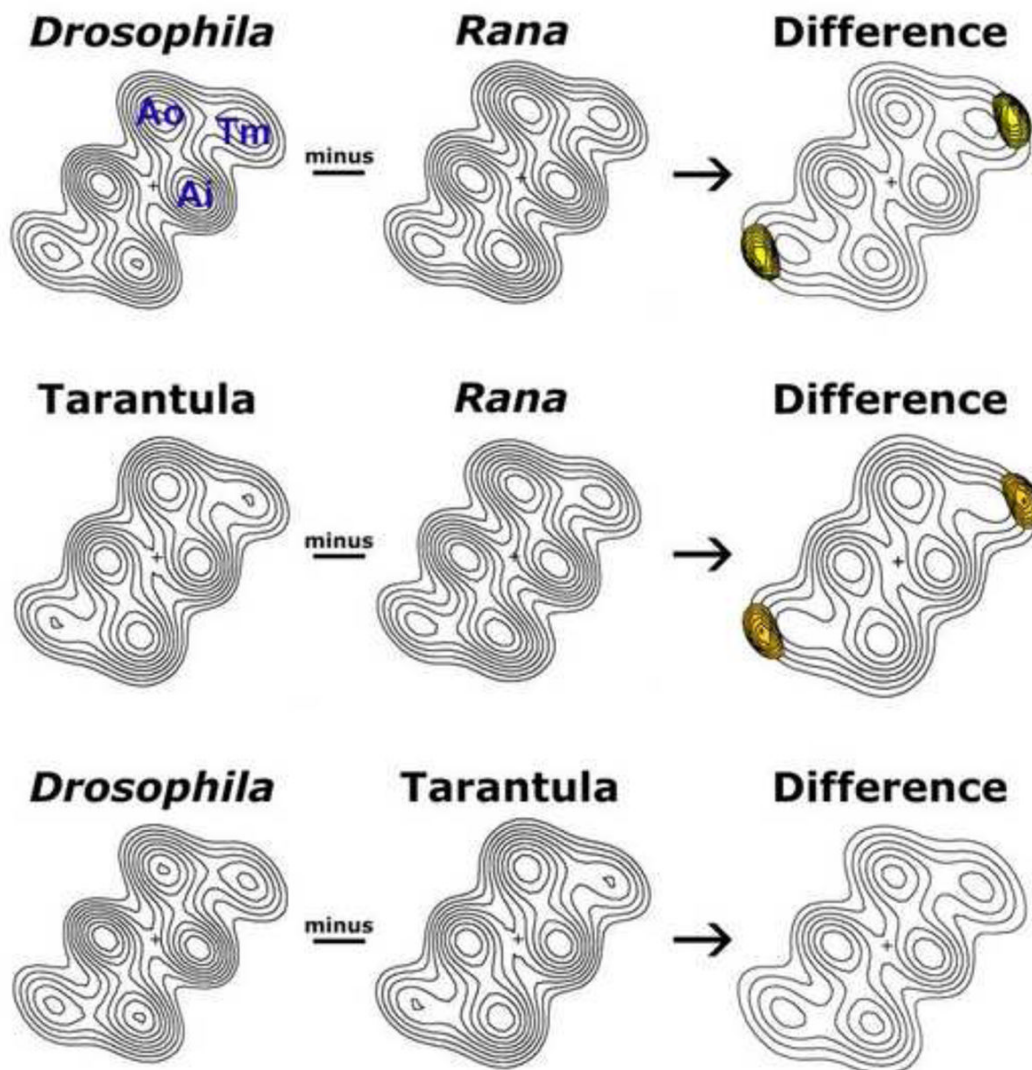 Drosophila Rana Difference
Ao
Tm
minus →
Ai
Tarantula Rana Difference
minus →
Drosophila Tarantula Difference
minus →